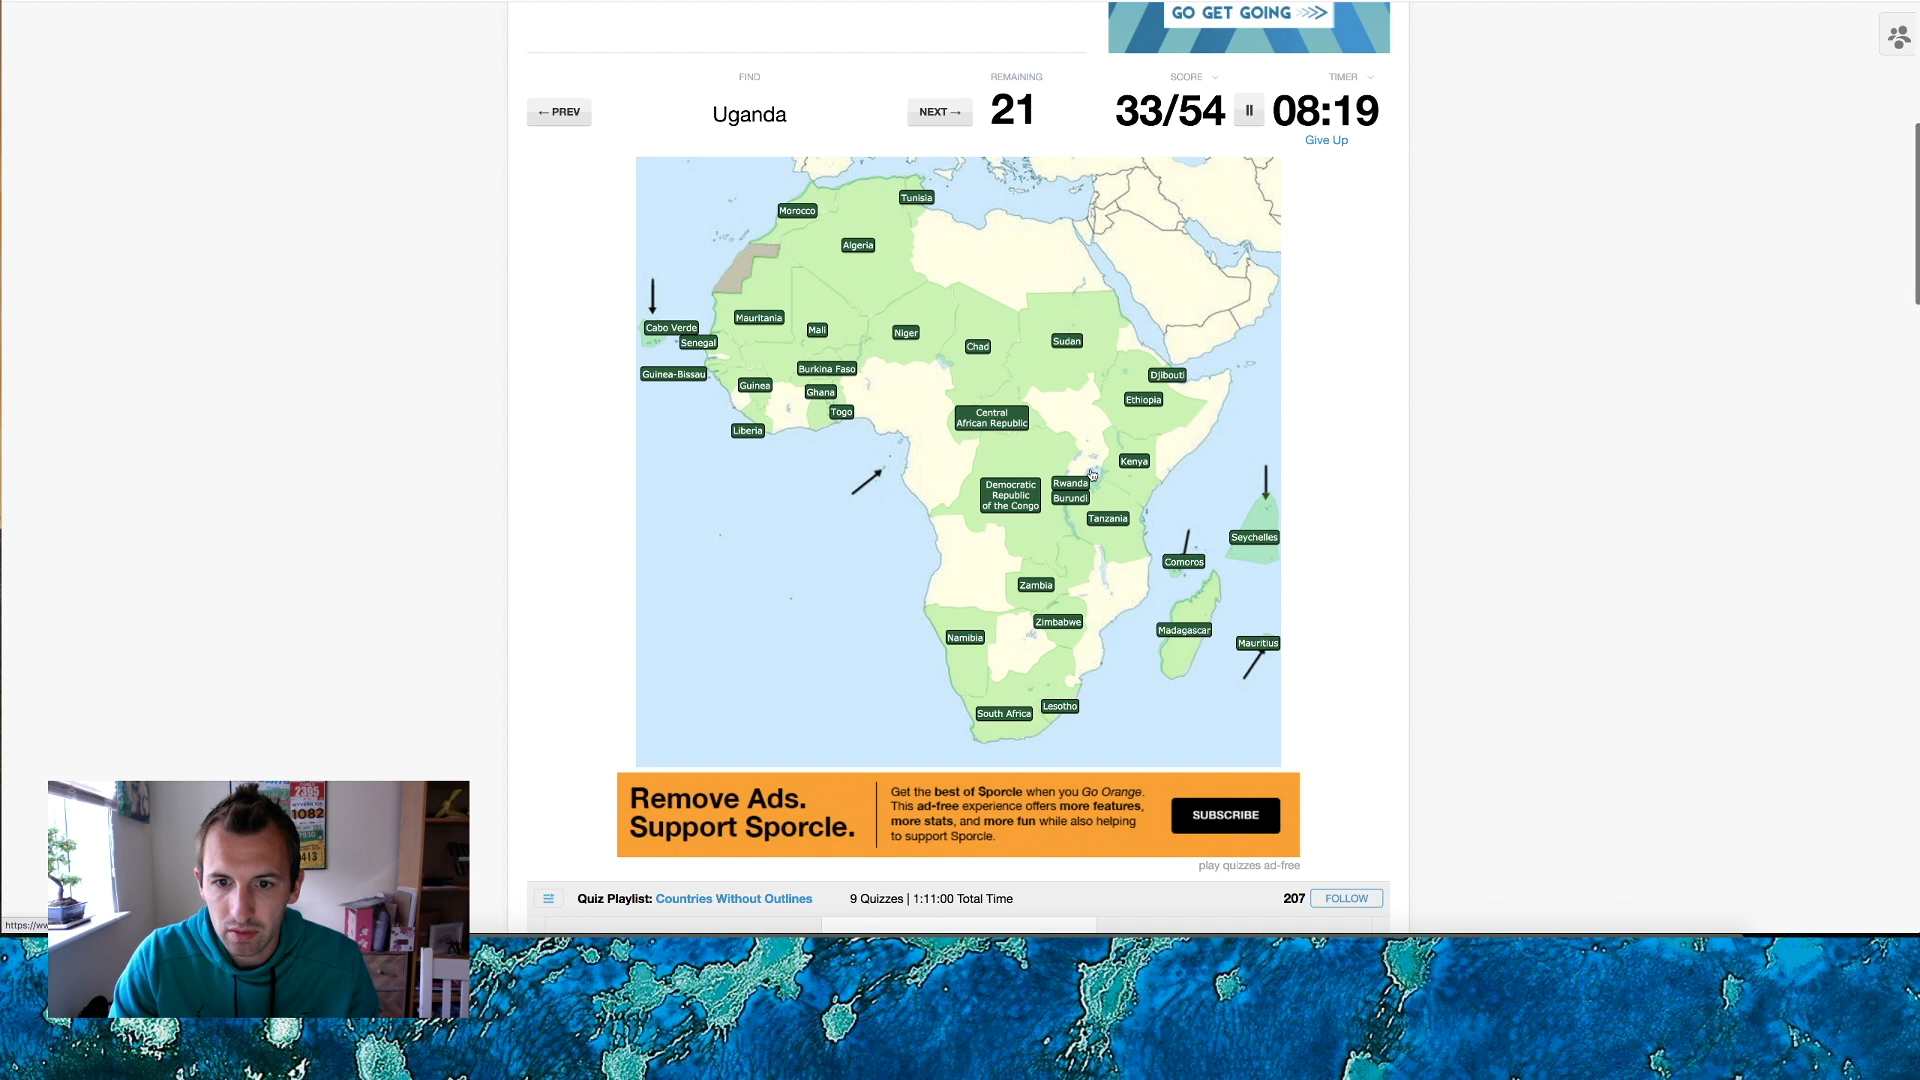 GO GET GOING >>>>
FIND
REMAINING
SCORE
TIMER
← PREV
Uganda
NEXT →
21
33/54
08:19
Give Up
Tunisia
Morocco
Algeria
Mauritania
Cabo Verde
Mali
Niger
Senegal
Chad
Sudan
Guinea-Bissau
Burkina Faso
Djibouti
Guinea
Ghana
Ethiopia
Togo
Central
African Republic
Liberia
Kenya
Democratic
Republic
of the Congo
Rwanda
Burundi
Tanzania
Seychelles
Comoros
Zambia
Zimbabwe
Namibia
Madagascar
Mauritius
South Africa
Lesotho
Remove Ads.
Support Sporcle.
Get the best of Sporcle when you Go Orange.
This ad-free experience offers more features,
more stats, and more fun while also helping
to support Sporcle.
SUBSCRIBE
play quizzes ad-free
Quiz Playlist: Countries Without Outlines
9 Quizzes | 1:11:00 Total Time
207
FOLLOW
2395
1082
7930
413